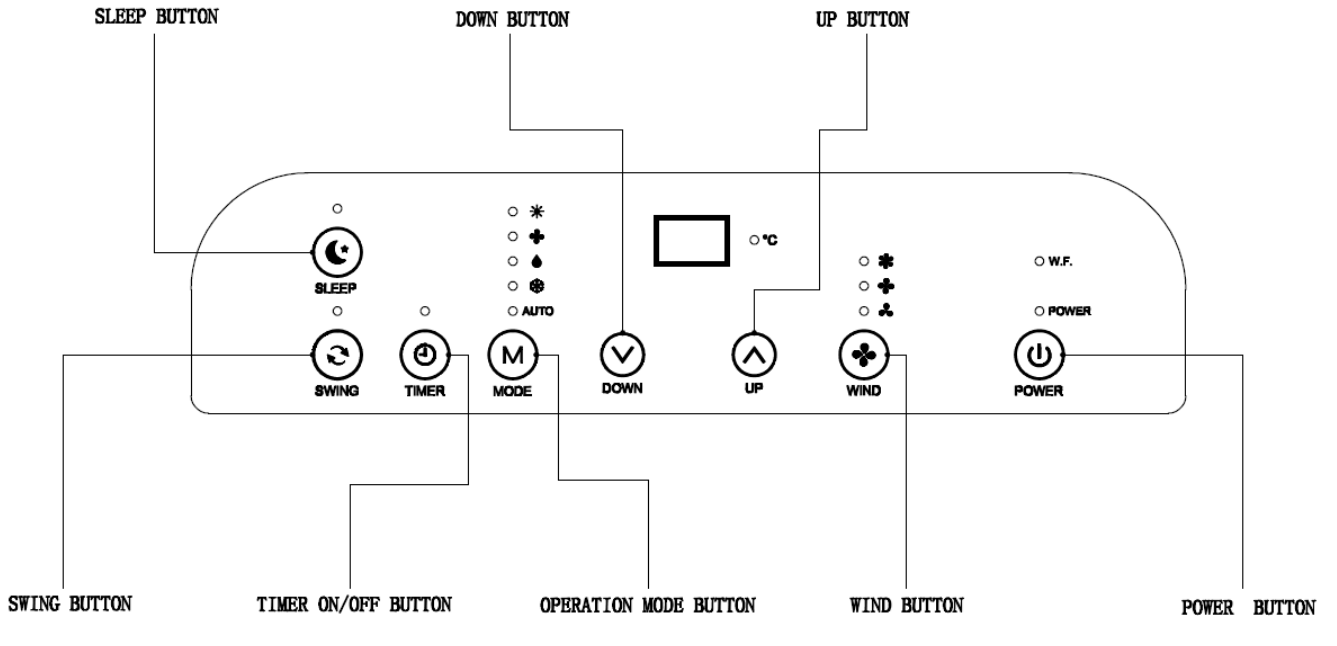 SLEEP BUTTON
DOWN BUTTON
UP BUTTON
°C
W.F.
SLEEP
AUTO
POWER
M
SWING
TIMER
MODE
DOWN
UP
WIND
POWER
SWING BUTTON
TIMER ON/OFF BUTTON
OPERATION MODE BUTTON
WIND BUTTON
POWER BUTTON